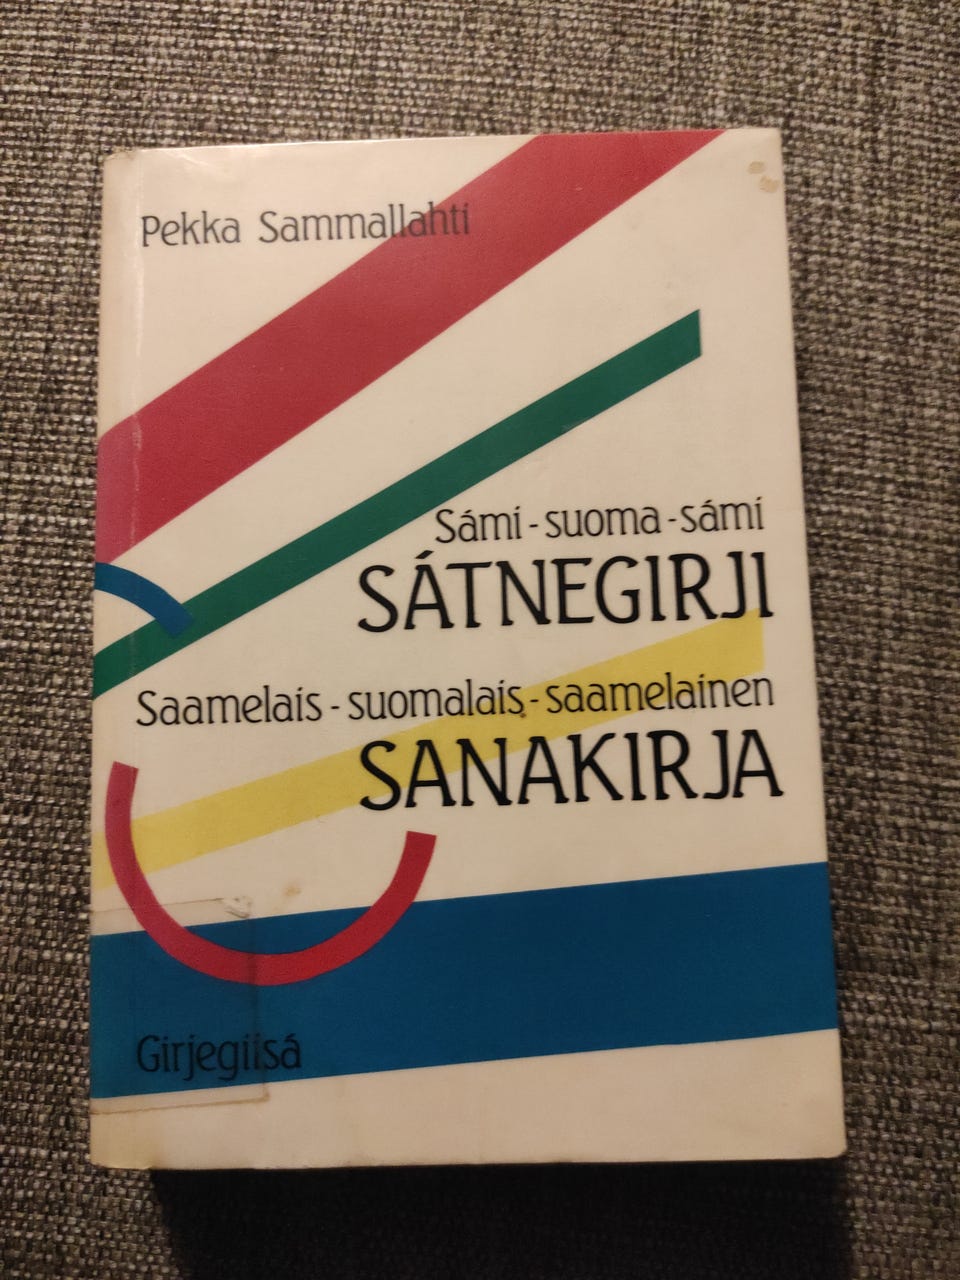 Pekka Sammallahti
Sámi - suoma - sámi
SÁTNEGIRJI
Saamelais - suomalais - saamelainen
SANAKIRJA
Girjegiisá